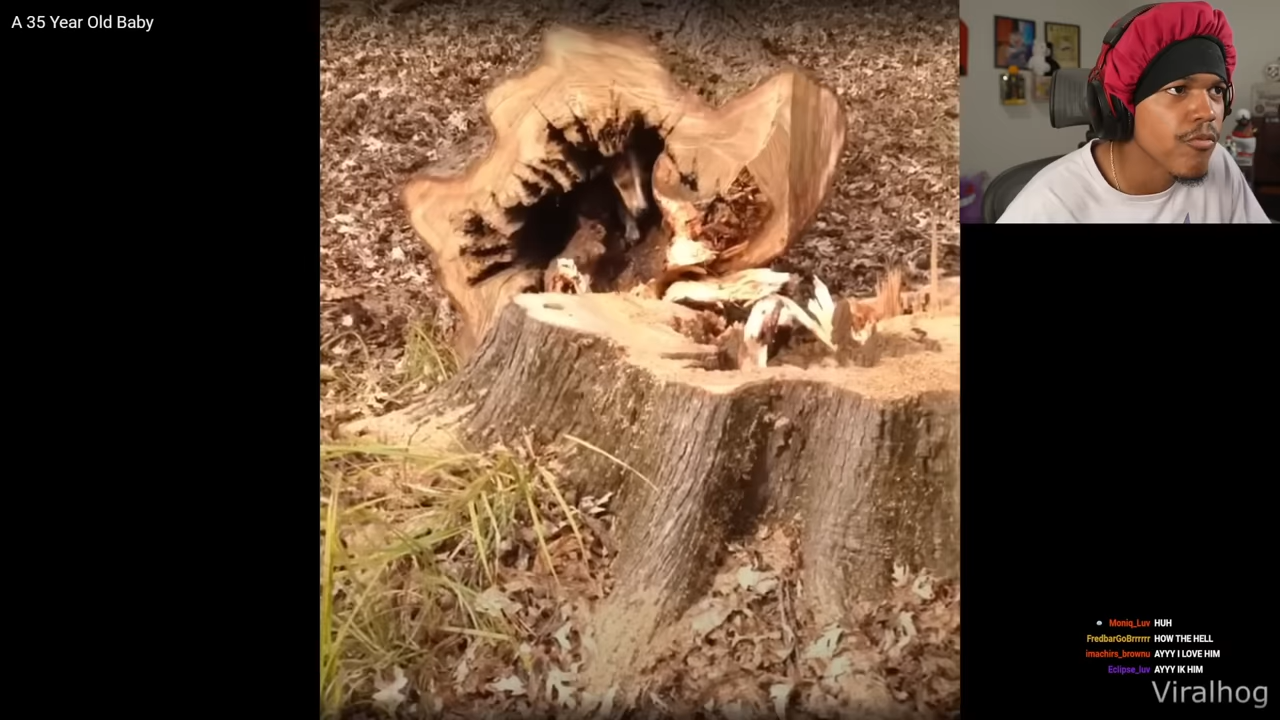 A 35 Year Old Baby
Moniq_Luv HUH
FredbarGoBrrrrrr HOW THE HELL
imachirs_brownu AYYY I LOVE HIM
Eclipse_luv AYYY IK HIM
Viralhog